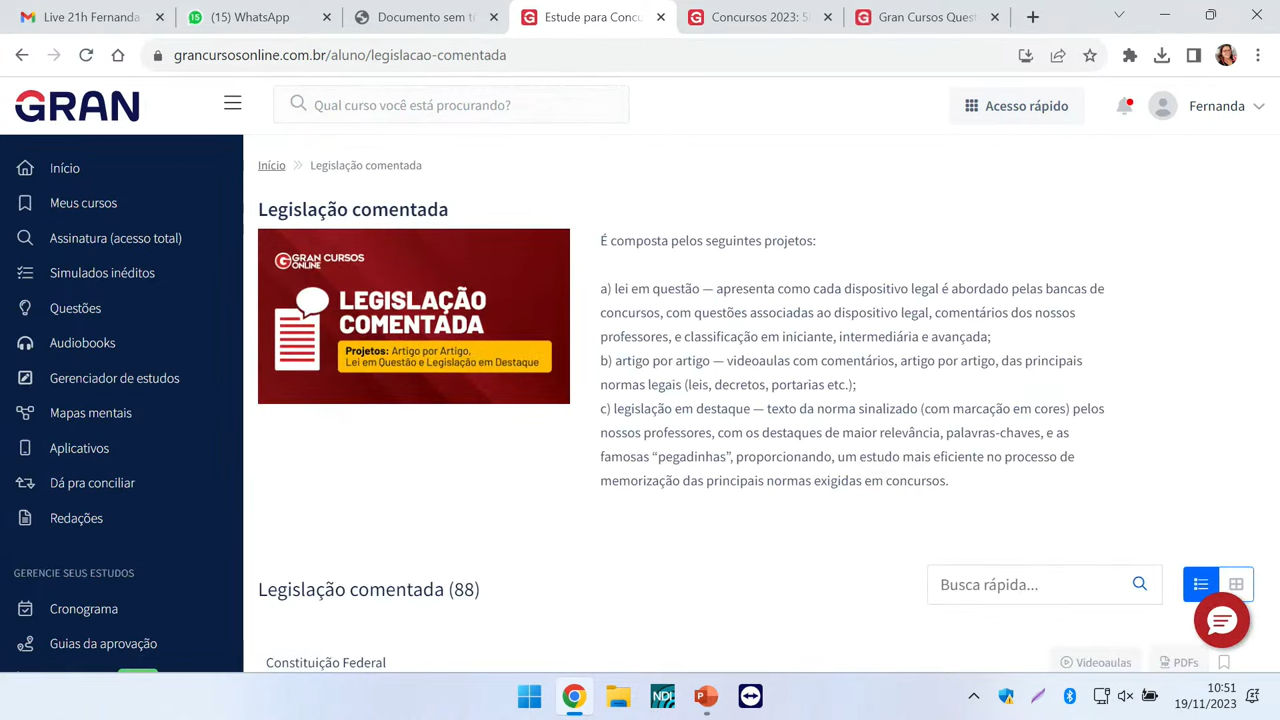 Live 21h Fernanda
(15) WhatsApp
Documento sem t
Estude para Concu
Concursos 2023: 5
Gran Cursos Ques
grancursosonline.com.br/aluno/legislacao-comentada
GRAN
Qual curso você está procurando?
Acesso rápido
Fernanda
Início
Meus cursos
Assinatura (acesso total)
Simulados inéditos
Questões
Audiobooks
Gerenciador de estudos
Mapas mentais
Aplicativos
Dá pra conciliar
Redações
GERENCIE SEUS ESTUDOS
Cronograma
Guias da aprovação
Início » Legislação comentada
Legislação comentada
GRAN CURSOS
ONLINE
LEGISLAÇÃO
COMENTADA
Projetos: Artigo por Artigo,
Lei em Questão e Legislação em Destaque
É composta pelos seguintes projetos:
a) lei em questão — apresenta como cada dispositivo legal é abordado pelas bancas de
concursos, com questões associadas ao dispositivo legal, comentários dos nossos
professores, e classificação em iniciante, intermediária e avançada;
b) artigo por artigo — videoaulas com comentários, artigo por artigo, das principais
normas legais (leis, decretos, portarias etc.);
c) legislação em destaque — texto da norma sinalizado (com marcação em cores) pelos
nossos professores, com os destaques de maior relevância, palavras-chaves, e as
famosas “pegadinhas”, proporcionando, um estudo mais eficiente no processo de
memorização das principais normas exigidas em concursos.
Legislação comentada (88)
Busca rápida...
Constituição Federal
Videoaulas
PDFs
NDI
10:51
19/11/2023